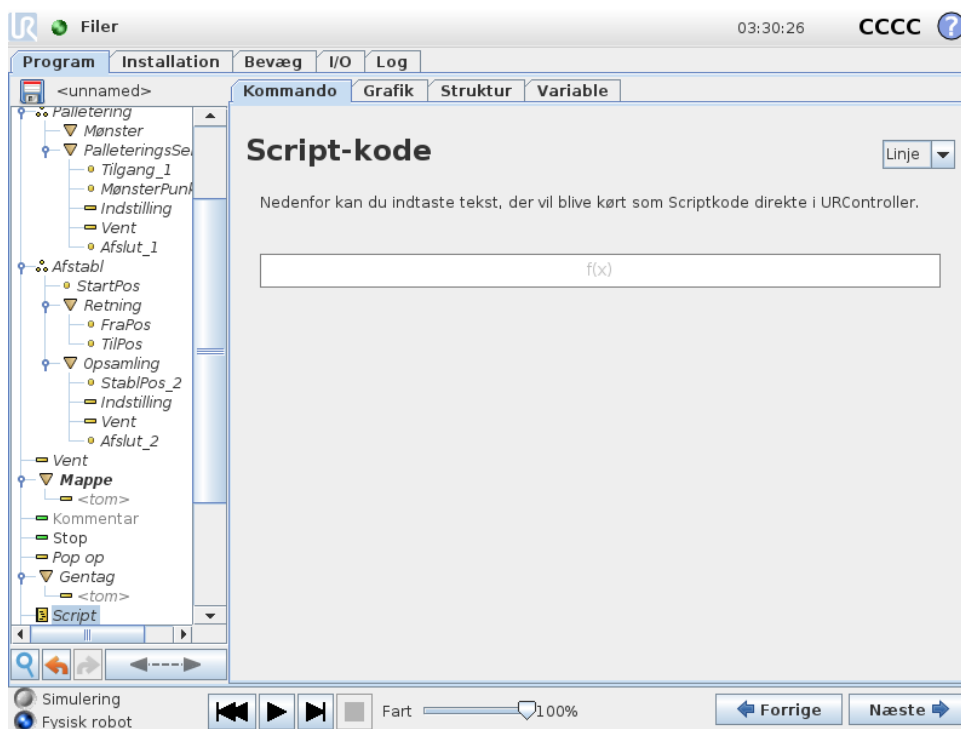 UR Filer 03:30:26 CCCC ?
Program Installation Bevæg I/O Log
<unnamed> Kommando Grafik Struktur Variable
Palletering
Mønster
PalleteringsSe
Tilgang_1
MønsterPunk
Indstilling
Vent
Afslut_1
Afstabl
StartPos
Retning
FraPos
TilPos
Opsamling
StablPos_2
Indstilling
Vent
Afslut_2
Vent
Mappe
<tom>
Kommentar
Stop
Pop op
Gentag
<tom>
Script
Script-kode
Linje
Nedenfor kan du indtaste tekst, der vil blive kørt som Scriptkode direkte i URController.
f(x)
Simulering
Fysisk robot
Fart 100%
Forrige Næste